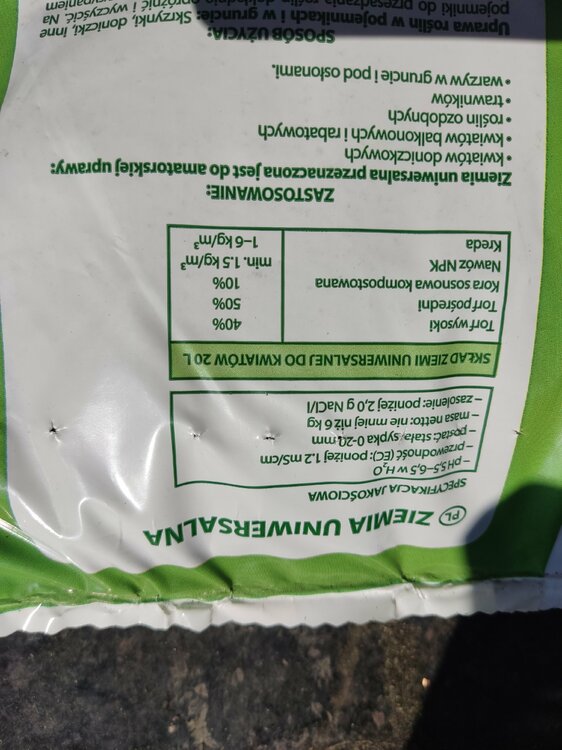 PL ZIEMIA UNIWERSALNA
SPECYFIKACJA JAKOŚCIOWA
– pH 5,5–6,5 w H₂O
– przewodność (EC): poniżej 1.2 mS/cm
– postać: stała, sypka 0-20 mm
– masa netto: nie mniej niż 6 kg
– zasolenie: poniżej 2,0 g NaCl/l
SKŁAD ZIEMI UNIWERSALNEJ DO KWIATÓW 20 L
Torf wysoki 40%
Torf pośredni 50%
Kora sosnowa kompostowana 10%
Nawóz NPK min. 1.5 kg/m³
Kreda 1–6 kg/m³
ZASTOSOWANIE:
Ziemia uniwersalna przeznaczona jest do amatorskiej uprawy:
• kwiatów doniczkowych
• kwiatów balkonowych i rabatowych
• roślin ozdobnych
• trawników
• warzyw w gruncie i pod osłonami.
SPOSÓB UŻYCIA:
Uprawa roślin w pojemnikach i w gruncie: Skrzynki, doniczki, inne
pojemniki do przesadzania roślin dokładnie opróżnić i wyczyścić. Na